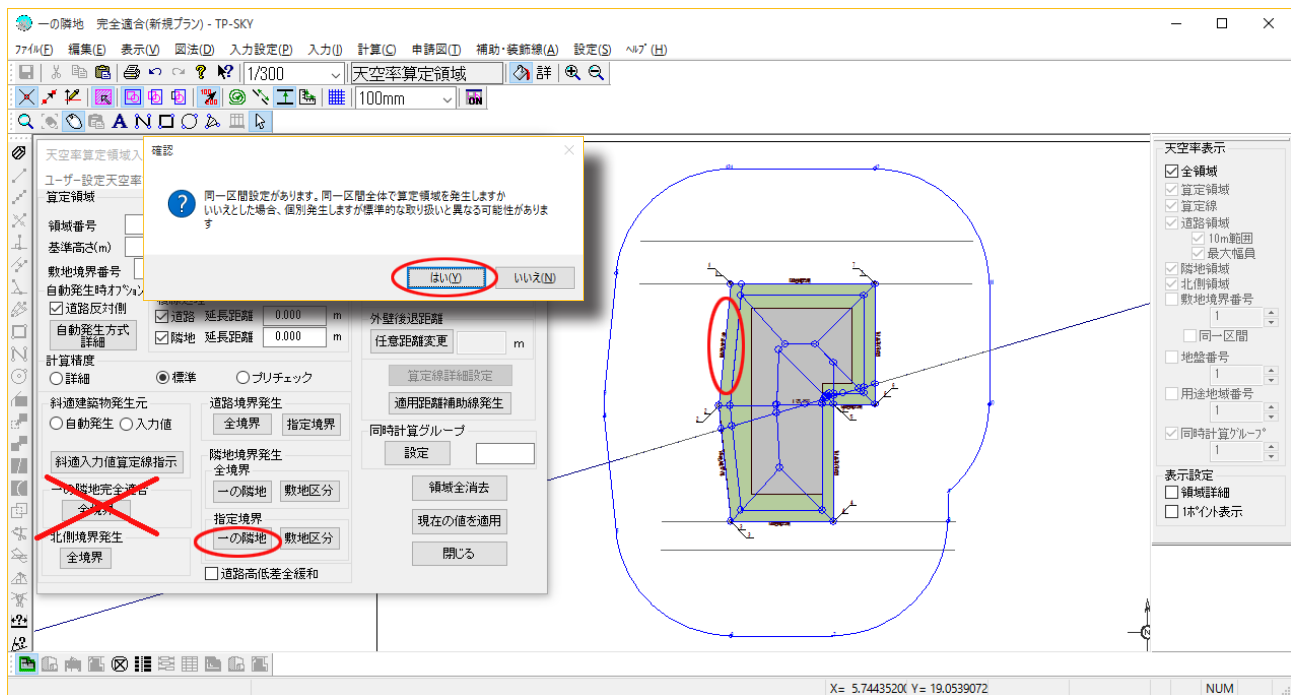 一の隣地　完全適合(新規プラン) - TP-SKY
ﾌｧｲﾙ(F) 編集(E) 表示(V) 図法(D) 入力設定(P) 入力(I) 計算(C) 申請図(T) 補助・装飾線(A) 設定(S) ﾍﾙﾌﾟ(H)
1/300 天空率算定領域 詳
100mm ON
天空率算定領域入
ユーザー設定天空率
算定領域
領域番号
基準高さ(m)
敷地境界番号
自動発生時ｵﾌﾟｼｮﾝ
確認
同一区間設定があります。同一区間全体で算定領域を発生しますか
いいえとした場合、個別発生しますが標準的な取り扱いと異なる可能性がありま
す
はい(Y) いいえ(N)
道路反対側
自動発生方式
詳細
道路 延長距離 0.000 m
隣地 延長距離 0.000 m
外壁後退距離
任意距離変更 m
計算精度
詳細 標準 プリチェック
算定線詳細設定
適用距離補助線発生
斜適建築物発生元
自動発生 入力値
斜適入力値算定線指示
道路境界発生
全境界 指定境界
同時計算グループ
設定
隣地境界発生
全境界
一の隣地 敷地区分
指定境界
一の隣地 敷地区分
一の隣地完全適合
全境界
北側境界発生
全境界
道路高低差全緩和
領域全消去
現在の値を適用
閉じる
天空率表示
全領域
算定領域
算定線
道路領域
10m範囲
最大幅員
隣地領域
北側領域
敷地境界番号
1
同一区間
地盤番号
1
用途地域番号
1
同時計算ｸﾞﾙｰﾌﾟ
1
表示設定
領域詳細
1ﾎﾟｲﾝﾄ表示
X= 5.7443520( Y= 19.0539072
NUM